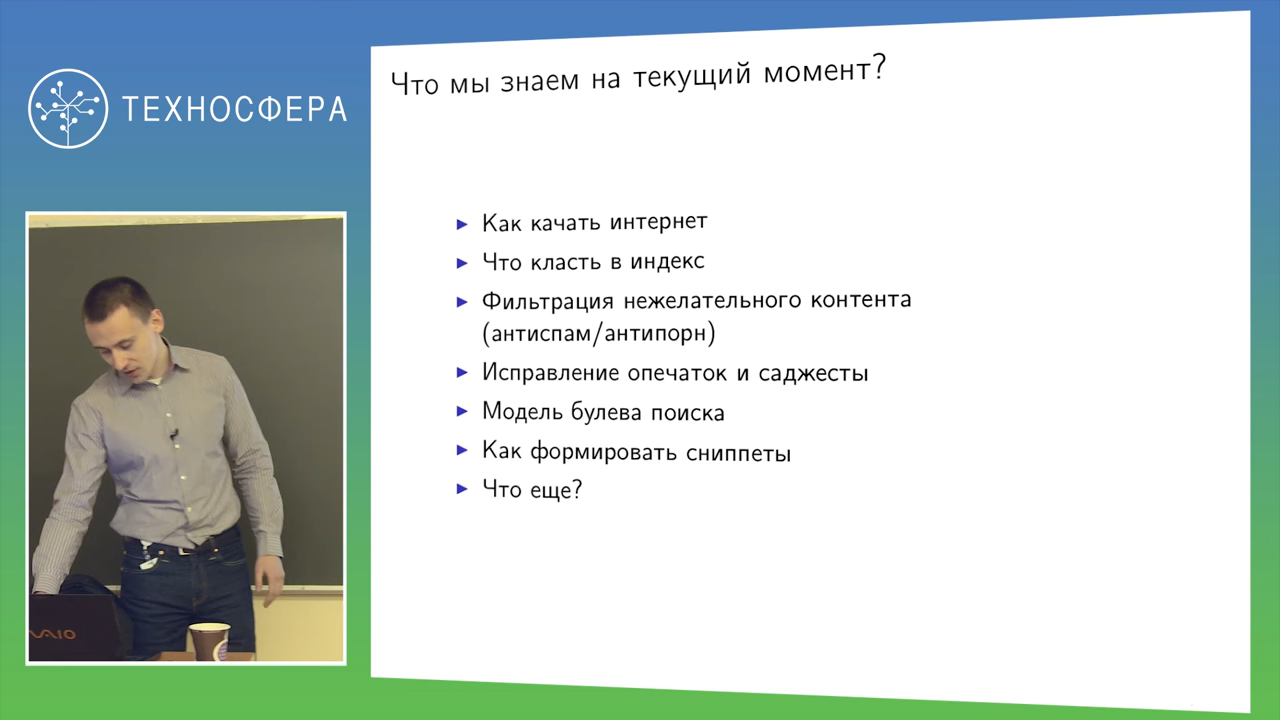 ТЕХНОСФЕРА
Что мы знаем на текущий момент?
Как качать интернет
Что класть в индекс
Фильтрация нежелательного контента
(антиспам/антипорн)
Исправление опечаток и саджесты
Модель булева поиска
Как формировать сниппеты
Что еще?
VAIO